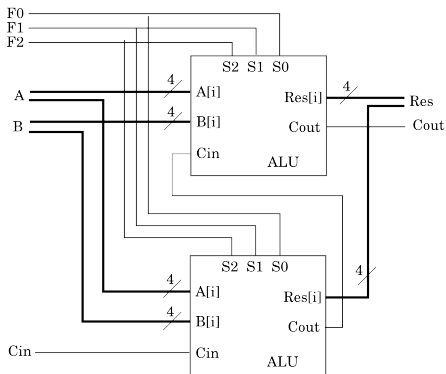 F0
F1
F2
S2 S1 S0
4
A A[i] Res[i] 4 Res
4
B B[i] Cout Cout
Cin ALU
S2 S1 S0
4
A[i] Res[i] 4
4
B[i] Cout
Cin Cin ALU